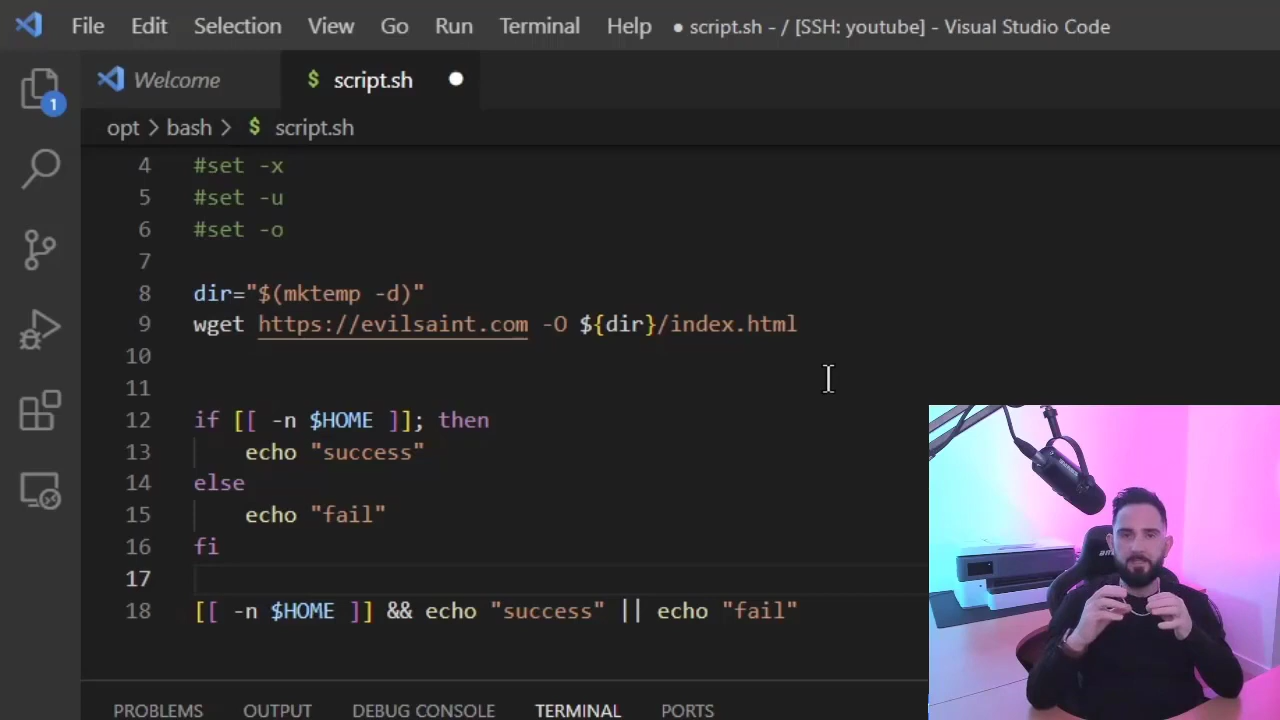 File Edit Selection View Go Run Terminal Help ● script.sh - / [SSH: youtube] - Visual Studio Code
Welcome $ script.sh
1
opt > bash > $ script.sh
4 #set -x
5 #set -u
6 #set -o
7
8 dir="$(mktemp -d)"
9 wget https://evilsaint.com -O ${dir}/index.html
10
11
12 if [[ -n $HOME ]]; then
13 echo "success"
14 else
15 echo "fail"
16 fi
17
18 [[ -n $HOME ]] && echo "success" || echo "fail"
PROBLEMS OUTPUT DEBUG CONSOLE TERMINAL PORTS